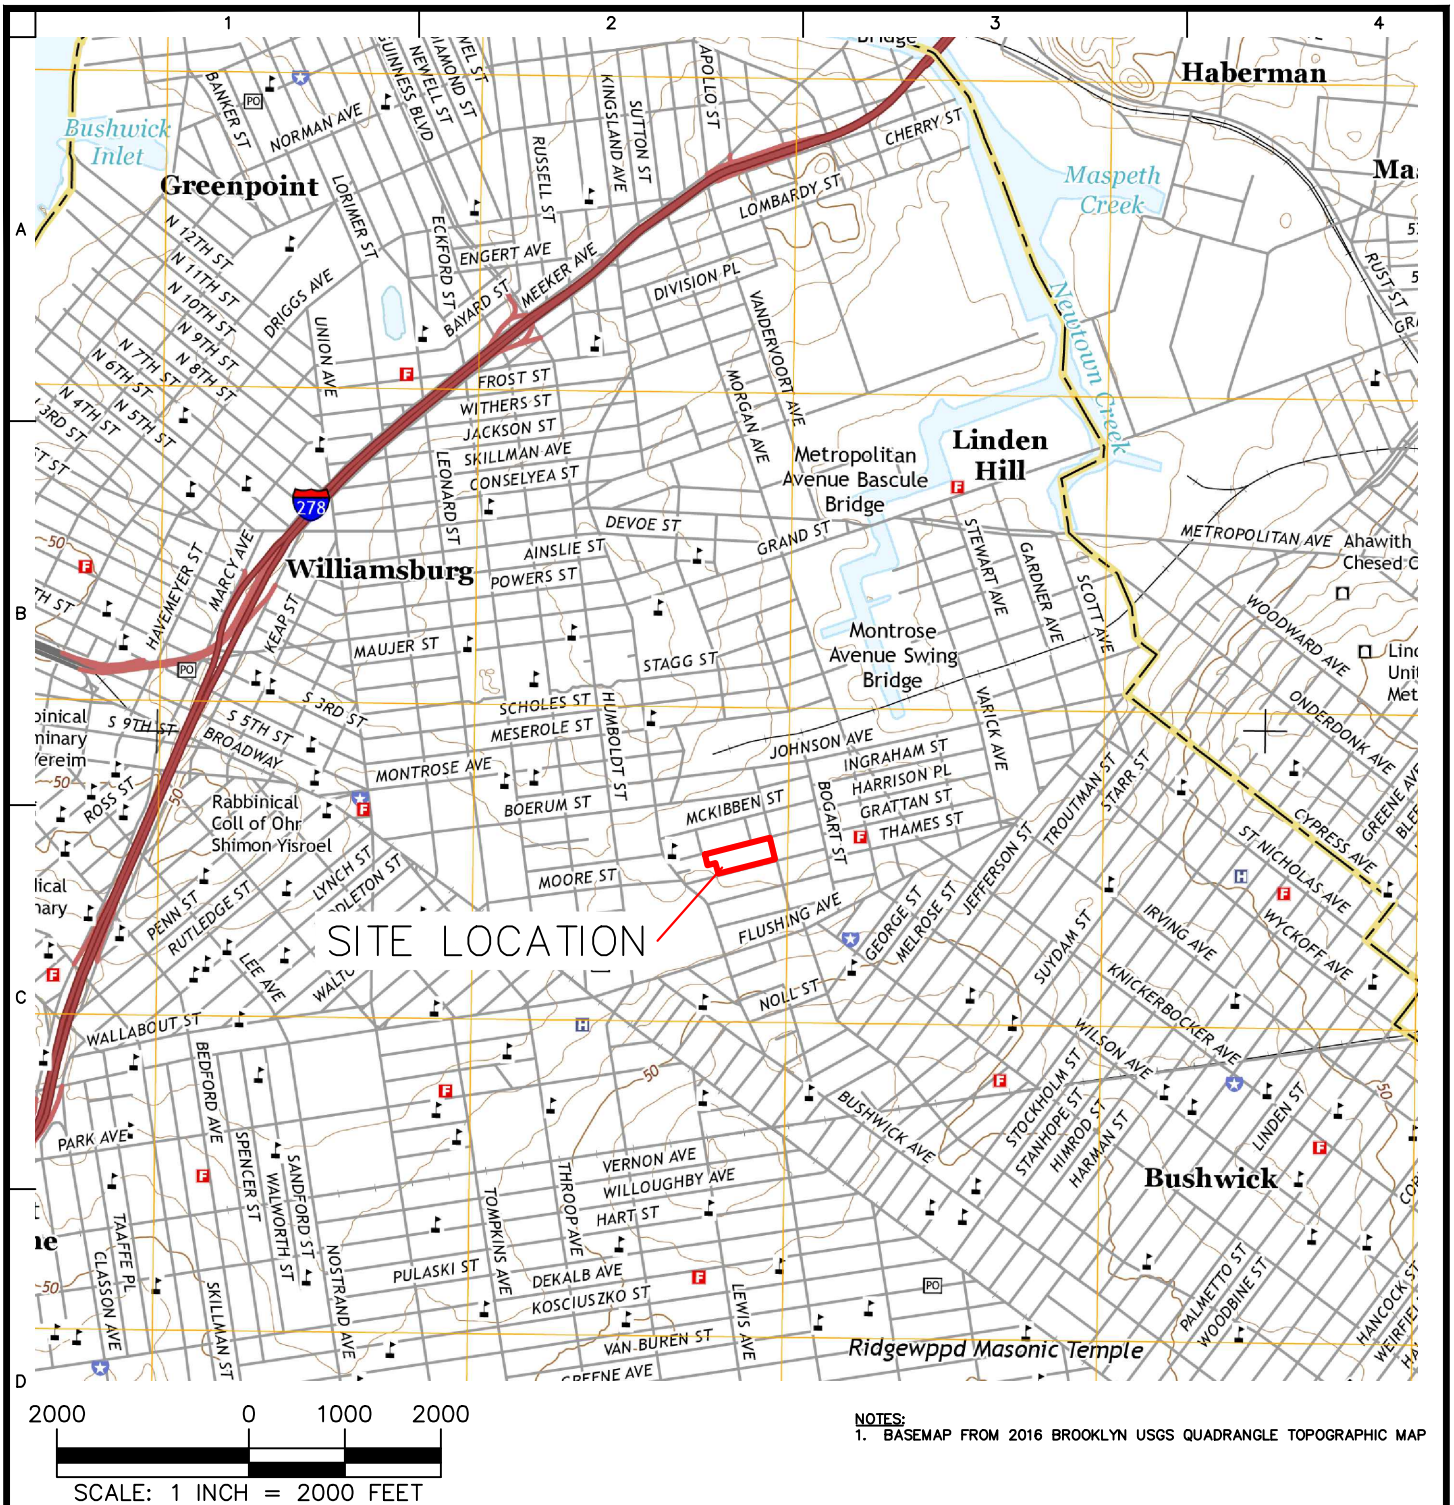 1
2
3
4
A
B
C
D
Bridge
Haberman
Bushwick
Inlet
BANKER ST
NORMAN AVE
NEWELL ST
APOLLO ST
KINGSLAND AVE
SUTTON ST
RUSSELL ST
CHERRY ST
Greenpoint
LORIMER ST
ECKFORD ST
LOMBARDY ST
Maspeth
Creek
N 12TH ST
N 11TH ST
N 10TH ST
N 9TH ST
N 8TH ST
N 7TH ST
N 6TH ST
N 5TH ST
N 4TH ST
DRIGGS AVE
UNION AVE
ENGERT AVE
BAYARD ST
MEEKER AVE
DIVISION PL
VANDERVOORT AVE
MORGAN AVE
RUST ST
Newtown Creek
FROST ST
WITHERS ST
JACKSON ST
SKILLMAN AVE
CONSELYEA ST
LEONARD ST
Linden
Hill
Metropolitan
Avenue Bascule
Bridge
278
DEVOE ST
GRAND ST
METROPOLITAN AVE
Ahawith
Chesed
50
HAVEMEYER ST
MARCY AVE
KEAP ST
Williamsburg
AINSLIE ST
POWERS ST
STEWART AVE
GARDNER AVE
SCOTT AVE
WOODWARD AVE
MAUJER ST
STAGG ST
Montrose
Avenue Swing
Bridge
ONDERDONK AVE
S 3RD ST
S 5TH ST
S 9TH ST
BROADWAY
SCHOLES ST
MESEROLE ST
HUMBOLDT ST
VARICK AVE
JOHNSON AVE
INGRAHAM ST
HARRISON PL
GRATTAN ST
THAMES ST
BOGART ST
MONTROSE AVE
BOERUM ST
MCKIBBEN ST
TROUTMAN ST
STARR ST
50
50
ROSS ST
Rabbinical
Coll of Ohr
Shimon Yisroel
CYPRESS AVE
GREENE AVE
ST NICHOLAS AVE
WYCKOFF AVE
IRVING AVE
JEFFERSON ST
LYNCH ST
PENN ST
RUTLEDGE ST
MOORE ST
FLUSHING AVE
GEORGE ST
MELROSE ST
SUYDAM ST
KNICKERBOCKER AVE
SITE LOCATION
LEE AVE
NOLL ST
WALLABOUT ST
WILSON AVE
BEDFORD AVE
50
50
STOCKHOLM ST
STANHOPE ST
HIMROD ST
HARMAN ST
BUSHWICK AVE
LINDEN ST
PARK AVE
SPENCER ST
WALWORTH ST
SANDFORD ST
VERNON AVE
WILLOUGHBY AVE
HART ST
THROOP AVE
TOMPKINS AVE
Bushwick
TAAFFE PL
CLASSON AVE
SKILLMAN ST
NOSTRAND AVE
PULASKI ST
DEKALB AVE
KOSCIUSZKO ST
VAN BUREN ST
GREENE AVE
LEWIS AVE
PALMETTO ST
WOODBINE ST
HANCOCK ST
50
Ridgewppd Masonic Temple
2000 0 1000 2000
SCALE: 1 INCH = 2000 FEET
NOTES:
1. BASEMAP FROM 2016 BROOKLYN USGS QUADRANGLE TOPOGRAPHIC MAP